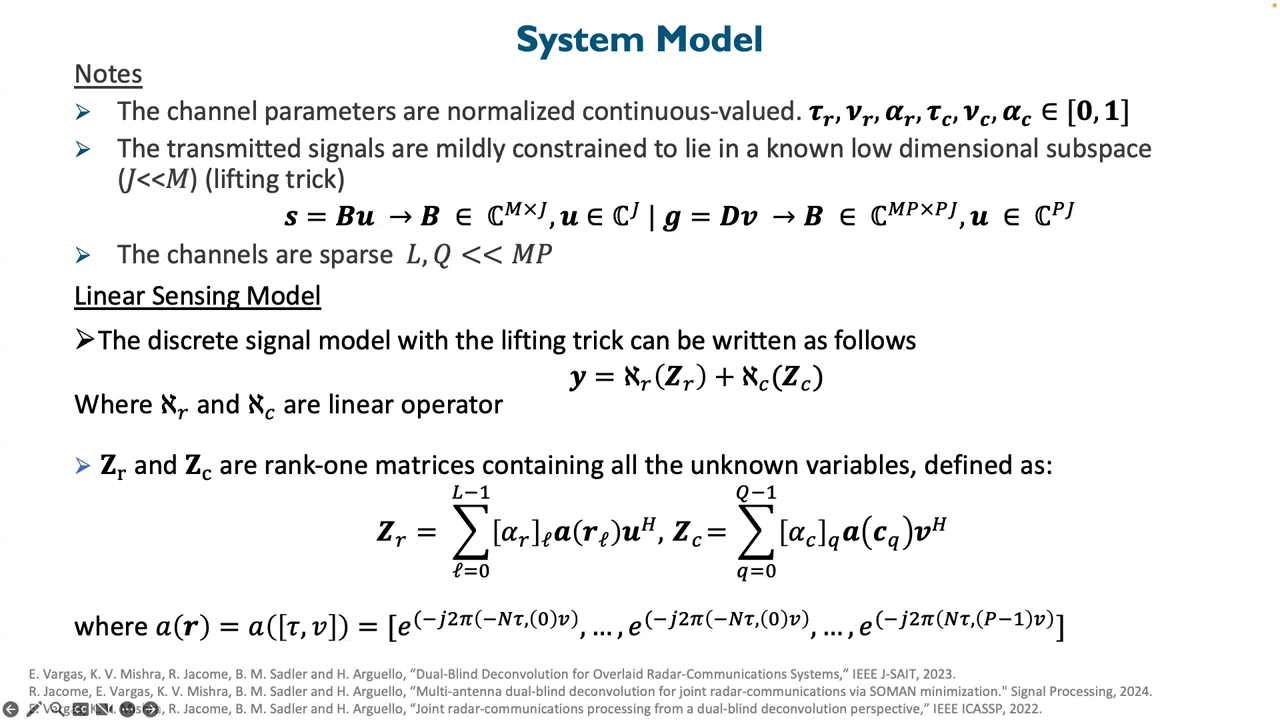 System Model
Notes
➢ The channel parameters are normalized continuous-valued. 𝝉ᵣ, 𝝂ᵣ, 𝜶ᵣ, 𝝉_c, 𝝂_c, 𝜶_c ∈ [𝟎, 𝟏]
➢ The transmitted signals are mildly constrained to lie in a known low dimensional subspace
(J<<M) (lifting trick)
s = Bu → B ∈ ℂ^{M×J}, u ∈ ℂ^J | g = Dv → B ∈ ℂ^{MP×PJ}, u ∈ ℂ^{PJ}
➢ The channels are sparse L, Q << MP
Linear Sensing Model
➢ The discrete signal model with the lifting trick can be written as follows
y = ℵ_r(Z_r) + ℵ_c(Z_c)
Where ℵ_r and ℵ_c are linear operator
➢ Z_r and Z_c are rank-one matrices containing all the unknown variables, defined as:
Z_r = ∑_{ℓ=0}^{L−1} [α_r]_ℓ a(r_ℓ)u^H, Z_c = ∑_{q=0}^{Q−1} [α_c]_q a(c_q)v^H
where a(r) = a([τ, v]) = [e^{(−j2π(−Nτ,(0)v)}, …, e^{(−j2π(−Nτ,(0)v)}, …, e^{(−j2π(Nτ,(P−1)v)}]
E. Vargas, K. V. Mishra, R. Jacome, B. M. Sadler and H. Arguello, “Dual-Blind Deconvolution for Overlaid Radar-Communications Systems,” IEEE J-SAIT, 2023.
R. Jacome, E. Vargas, K. V. Mishra, B. M. Sadler and H. Arguello, “Multi-antenna dual-blind deconvolution for joint radar-communications via SOMAN minimization." Signal Processing, 2024.
R. Jacome, B. M. Sadler and H. Arguello, “Joint radar-communications processing from a dual-blind deconvolution perspective,” IEEE ICASSP, 2022.